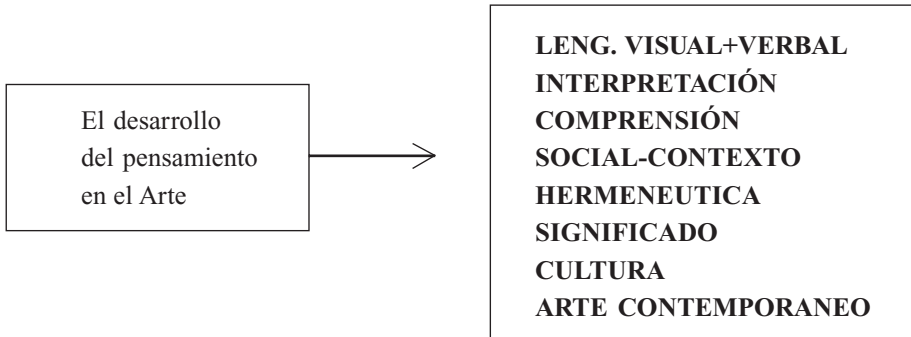 El desarrollo
del pensamiento
en el Arte
LENG. VISUAL+VERBAL
INTERPRETACIÓN
COMPRENSIÓN
SOCIAL-CONTEXTO
HERMENEUTICA
SIGNIFICADO
CULTURA
ARTE CONTEMPORANEO